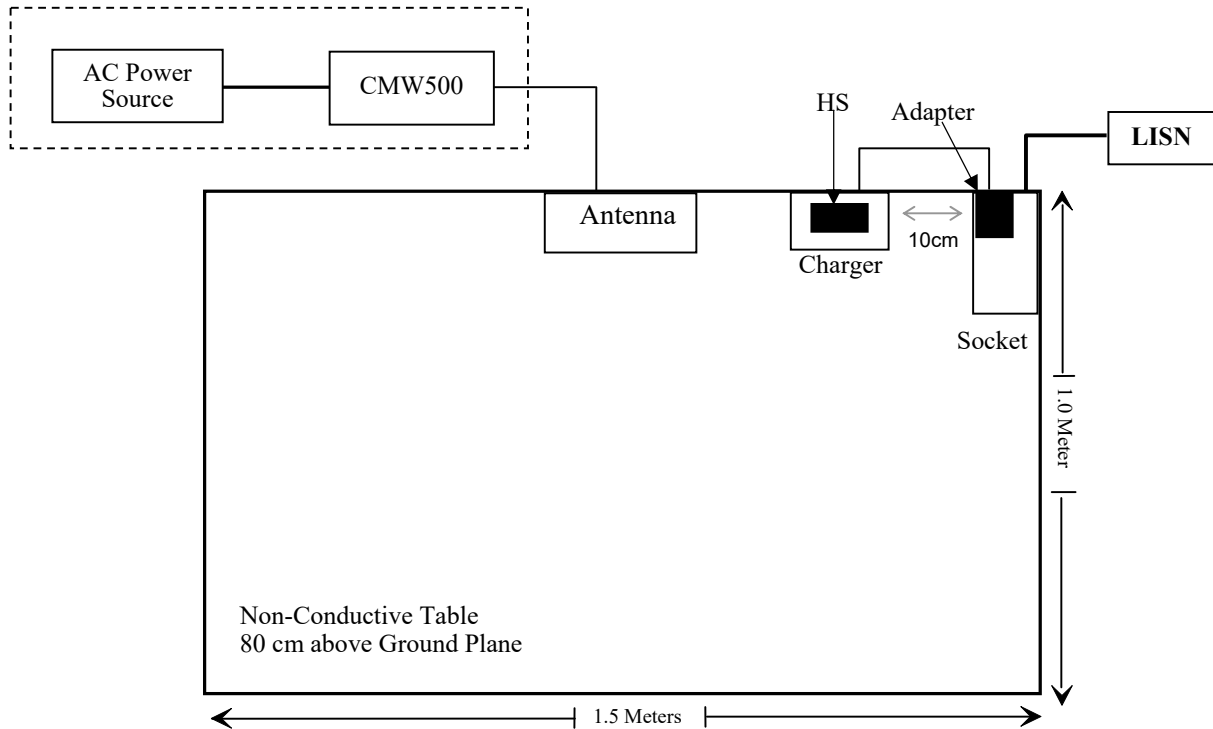 AC Power
Source
CMW500
HS
Adapter
LISN
Antenna
10cm
Charger
Socket
1.0 Meter
Non-Conductive Table
80 cm above Ground Plane
1.5 Meters